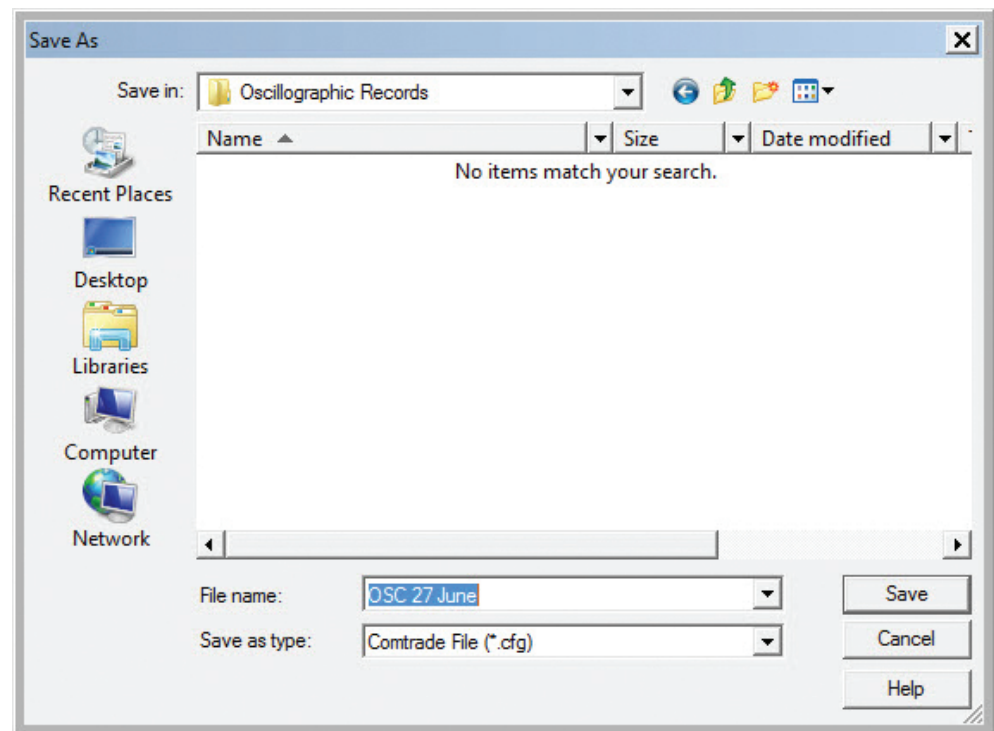 Save As
Save in: Oscillographic Records
Name Size Date modified
No items match your search.
Recent Places
Desktop
Libraries
Computer
Network
File name: OSC 27 June Save
Save as type: Comtrade File (*.cfg) Cancel
Help